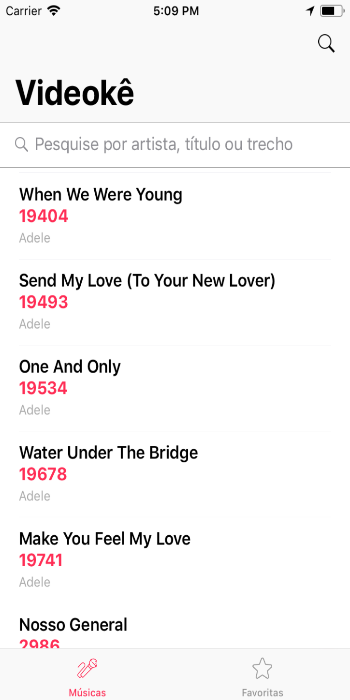 Carrier 5:09 PM
Videokê
Pesquise por artista, título ou trecho
When We Were Young
19404
Adele
Send My Love (To Your New Lover)
19493
Adele
One And Only
19534
Adele
Water Under The Bridge
19678
Adele
Make You Feel My Love
19741
Adele
Nosso General
2986
Músicas Favoritas